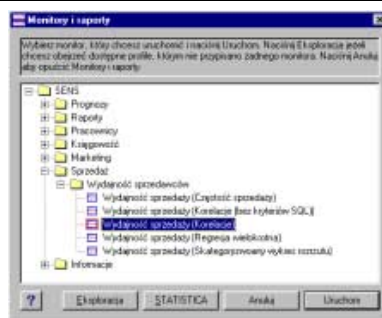 Monitory i raporty
Wybierz monitor, który chcesz uruchomić i naciśnij Uruchom. Naciśnij Eksploracja jeżeli
chcesz obejrzeć dostępne profile, którym nie przypisano żadnego monitora. Naciśnij Anuluj
aby opuścić Monitory i raporty.
SENS
Prognozy
Raporty
Pracownicy
Księgowość
Marketing
Sprzedaż
Wydajność sprzedawców
Wydajność sprzedaży (Częstość sprzedaży)
Wydajność sprzedaży (Korelacje [bez kryteriów SQL])
Wydajność sprzedaży (Korelacje)
Wydajność sprzedaży (Regresja wielokrotna)
Wydajność sprzedaży (Skategoryzowany wykres rozrzutu)
Informacje
?
Eksploracja
STATISTICA
Anuluj
Uruchom